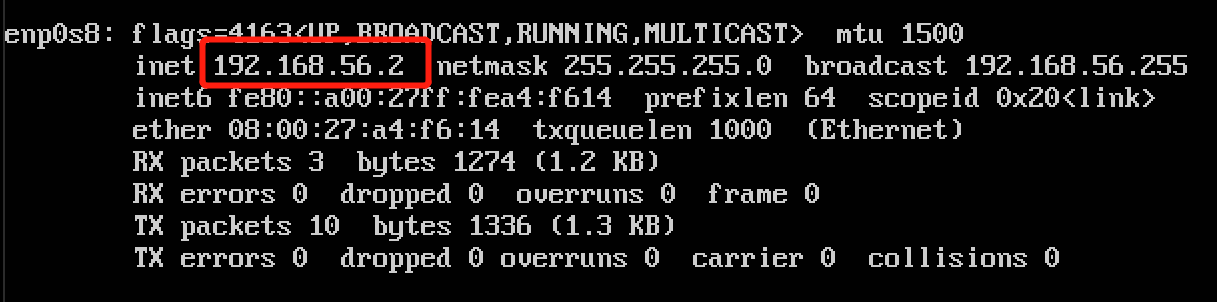 enp0s8: flags=4163<UP,BROADCAST,RUNNING,MULTICAST>  mtu 1500
inet 192.168.56.2  netmask 255.255.255.0  broadcast 192.168.56.255
inet6 fe80::a00:27ff:fea4:f614  prefixlen 64  scopeid 0x20<link>
ether 08:00:27:a4:f6:14  txqueuelen 1000  (Ethernet)
RX packets 3  bytes 1274 (1.2 KB)
RX errors 0  dropped 0  overruns 0  frame 0
TX packets 10  bytes 1336 (1.3 KB)
TX errors 0  dropped 0 overruns 0  carrier 0  collisions 0